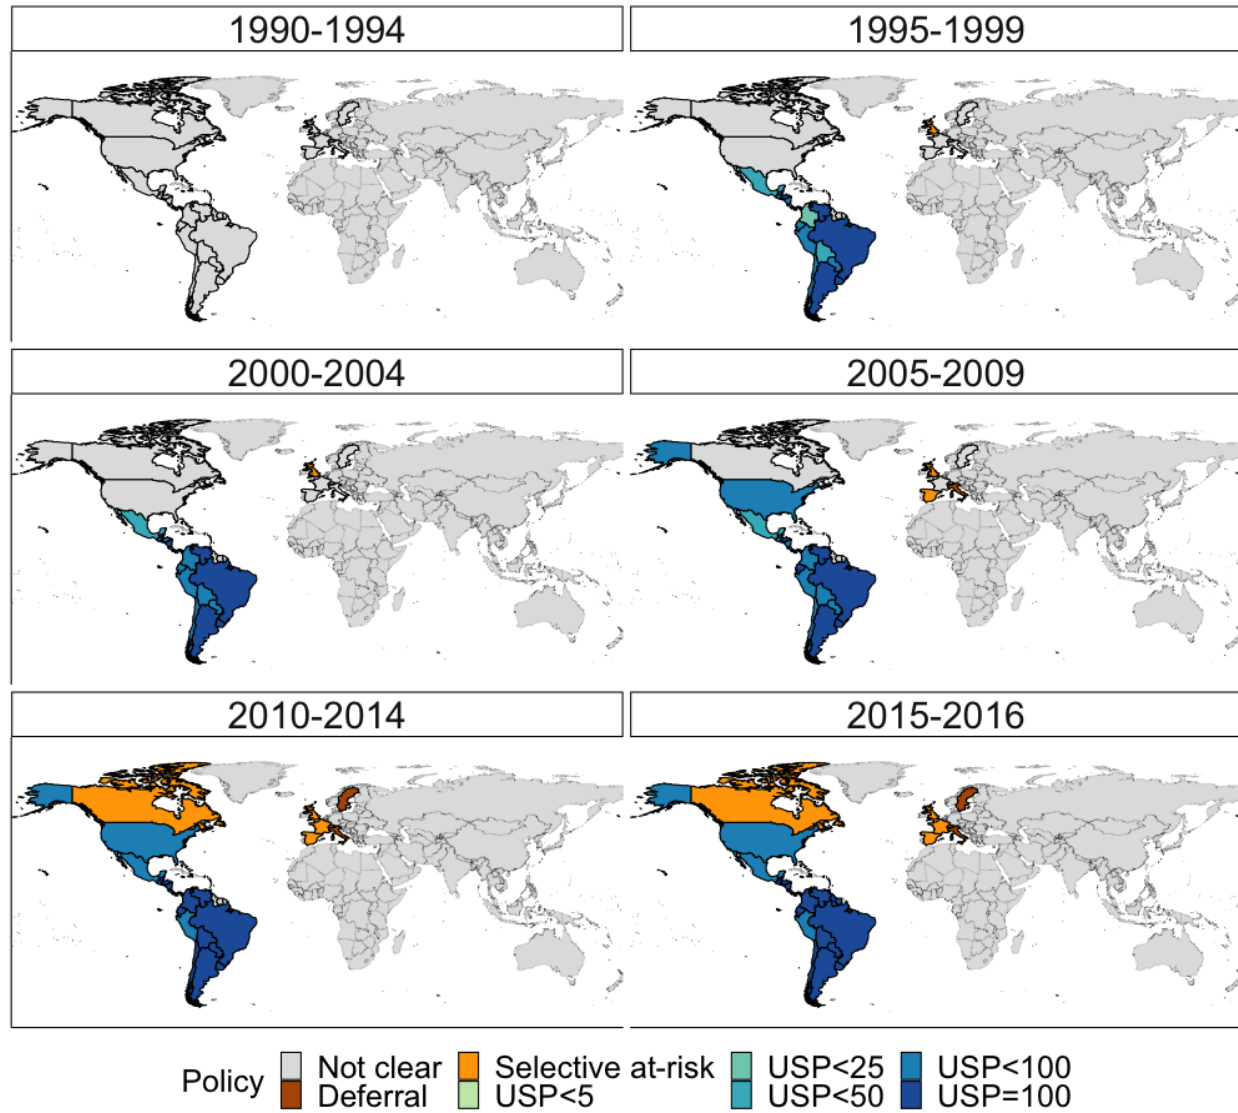 1990-1994
1995-1999
2000-2004
2005-2009
2010-2014
2015-2016
Policy
Not clear
Deferral
Selective at-risk
USP<5
USP<25
USP<50
USP<100
USP=100